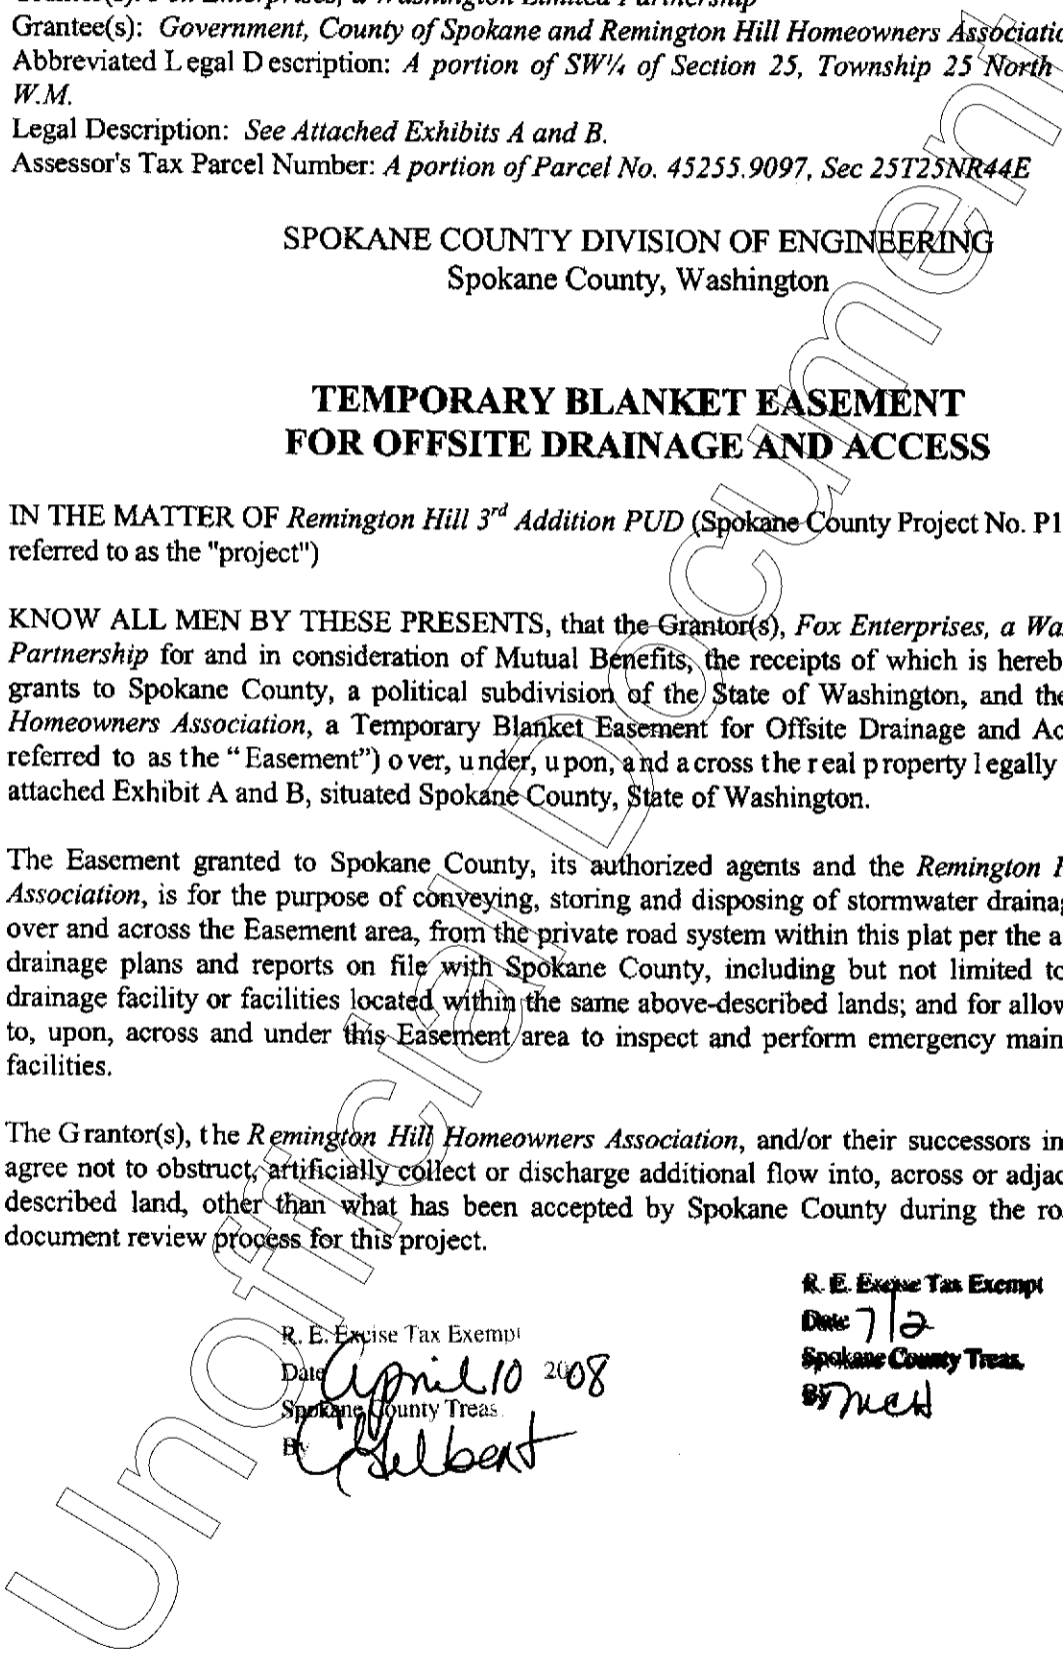 Enterprises, a Washington Limited Partnership
Grantee(s): Government, County of Spokane and Remington Hill Homeowners Associatio
Abbreviated Legal Description: A portion of SW¼ of Section 25, Township 25 North
W.M.
Legal Description: See Attached Exhibits A and B.
Assessor's Tax Parcel Number: A portion of Parcel No. 45255.9097, Sec 25T25NR44E
SPOKANE COUNTY DIVISION OF ENGINEERING
Spokane County, Washington
TEMPORARY BLANKET EASEMENT
FOR OFFSITE DRAINAGE AND ACCESS
IN THE MATTER OF Remington Hill 3rd Addition PUD (Spokane County Project No. P1
referred to as the "project")
KNOW ALL MEN BY THESE PRESENTS, that the Grantor(s), Fox Enterprises, a Wa
Partnership for and in consideration of Mutual Benefits, the receipts of which is hereb
grants to Spokane County, a political subdivision of the State of Washington, and the
Homeowners Association, a Temporary Blanket Easement for Offsite Drainage and Ac
referred to as the "Easement") over, under, upon, and across the real property legally
attached Exhibit A and B, situated Spokane County, State of Washington.
The Easement granted to Spokane County, its authorized agents and the Remington H
Association, is for the purpose of conveying, storing and disposing of stormwater draina
over and across the Easement area, from the private road system within this plat per the a
drainage plans and reports on file with Spokane County, including but not limited to
drainage facility or facilities located within the same above-described lands; and for allow
to, upon, across and under this Easement area to inspect and perform emergency main
facilities.
The Grantor(s), the Remington Hill Homeowners Association, and/or their successors in
agree not to obstruct, artificially collect or discharge additional flow into, across or adjac
described land, other than what has been accepted by Spokane County during the ro
document review process for this project.
R. E. Excise Tax Exempt
Date 7/2
Spokane County Treas.
By MCH
R. E. Excise Tax Exempt
Date April 10 2008
Spokane County Treas.
By C Gilbert
Unofficial Document